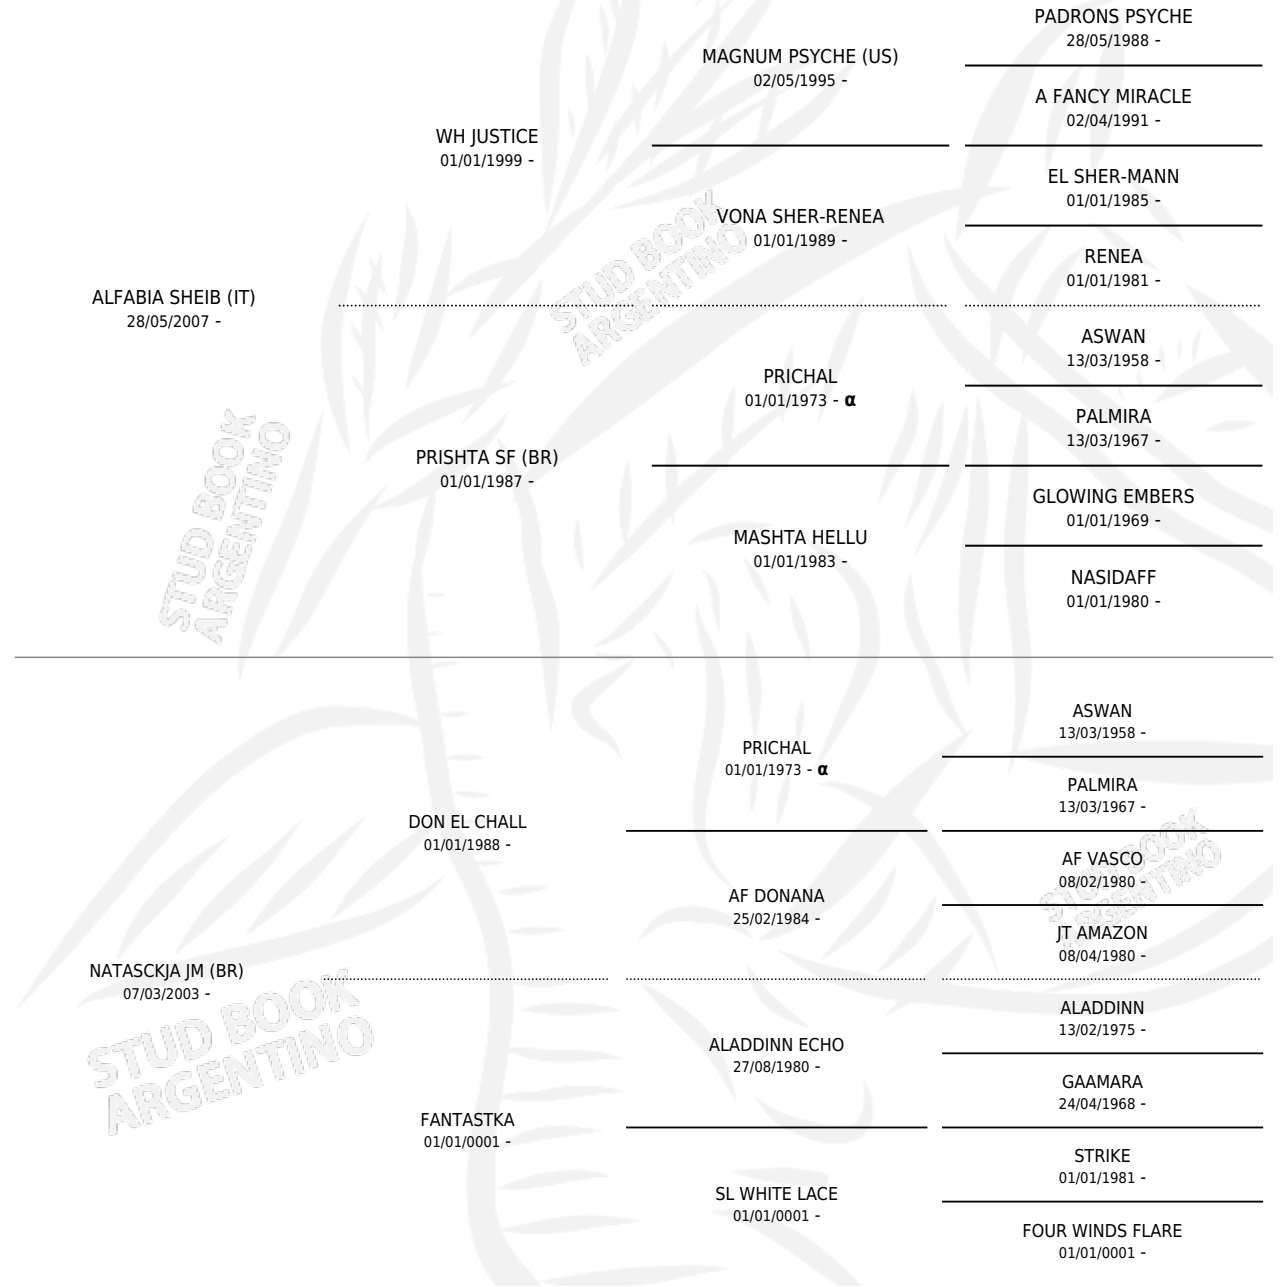 PADRONS PSYCHE
28/05/1988 -
MAGNUM PSYCHE (US)
02/05/1995 -
A FANCY MIRACLE
02/04/1991 -
WH JUSTICE
01/01/1999 -
EL SHER-MANN
01/01/1985 -
VONA SHER-RENEA
01/01/1989 -
RENEA
01/01/1981 -
ALFABIA SHEIB (IT)
28/05/2007 -
ASWAN
13/03/1958 -
PRICHAL
01/01/1973 - α
PALMIRA
13/03/1967 -
PRISHTA SF (BR)
01/01/1987 -
GLOWING EMBERS
01/01/1969 -
MASHTA HELLU
01/01/1983 -
NASIDAFF
01/01/1980 -
ASWAN
13/03/1958 -
PRICHAL
01/01/1973 - α
PALMIRA
13/03/1967 -
DON EL CHALL
01/01/1988 -
AF VASCO
08/02/1980 -
AF DONANA
25/02/1984 -
JT AMAZON
08/04/1980 -
NATASCKJA JM (BR)
07/03/2003 -
ALADDINN
13/02/1975 -
ALADDINN ECHO
27/08/1980 -
GAAMARA
24/04/1968 -
FANTASTKA
01/01/0001 -
STRIKE
01/01/1981 -
SL WHITE LACE
01/01/0001 -
FOUR WINDS FLARE
01/01/0001 -
STUD BOOK
ARGENTINO
STUD BOOK
ARGENTINO
STUD BOOK
ARGENTINO
STUD BOOK
ARGENTINO